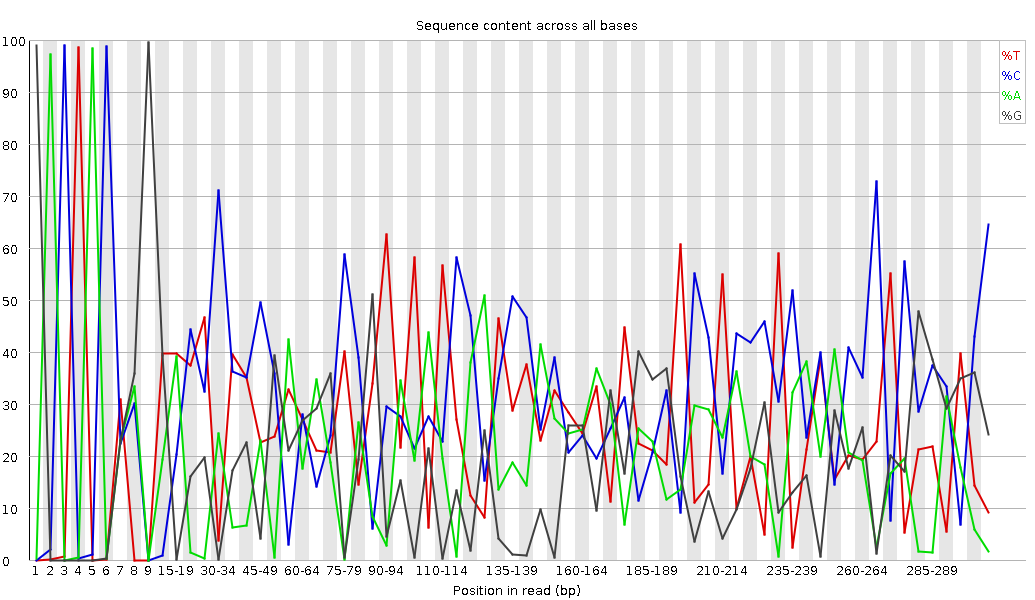 Sequence content across all bases
100
90
80
70
60
50
40
30
20
10
0
%T
%C
%A
%G
1 2 3 4 5 6 7 8 9 15-19 30-34 45-49 60-64 75-79 90-94 110-114 135-139 160-164 185-189 210-214 235-239 260-264 285-289
Position in read (bp)